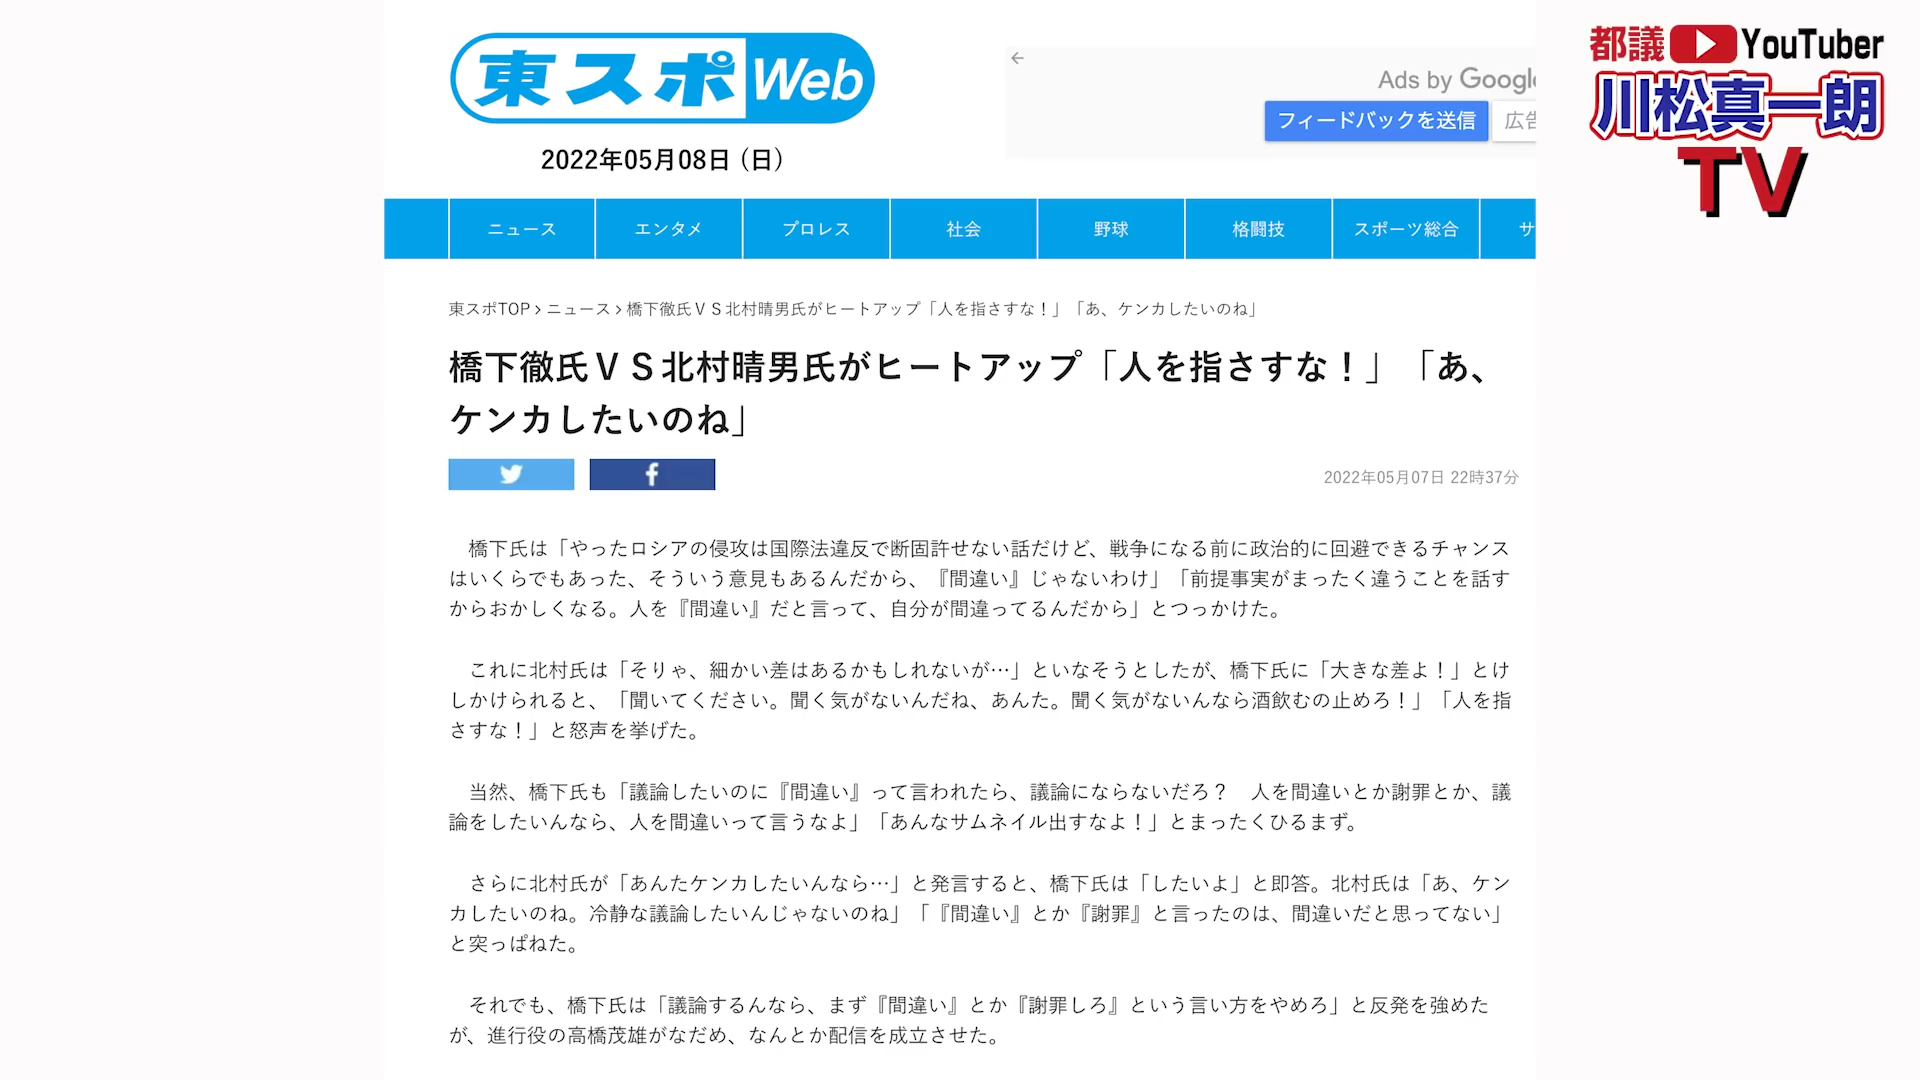 東スポWeb
2022年05月08日 (日)
Ads by Google
フィードバックを送信
広告
都議 YouTuber
川松真一朗
TV
ニュース
エンタメ
プロレス
社会
野球
格闘技
スポーツ総合
サ
東スポTOP › ニュース › 橋下徹氏ＶＳ北村晴男氏がヒートアップ「人を指さすな！」「あ、ケンカしたいのね」
橋下徹氏ＶＳ北村晴男氏がヒートアップ「人を指さすな！」「あ、
ケンカしたいのね」
2022年05月07日 22時37分
橋下氏は「やったロシアの侵攻は国際法違反で断固許せない話だけど、戦争になる前に政治的に回避できるチャンス
はいくらでもあった、そういう意見もあるんだから、『間違い』じゃないわけ」「前提事実がまったく違うことを話す
からおかしくなる。人を『間違い』だと言って、自分が間違ってるんだから」とつっかけた。
これに北村氏は「そりゃ、細かい差はあるかもしれないが…」といなそうとしたが、橋下氏に「大きな差よ！」とけ
しかけられると、「聞いてください。聞く気がないんだね、あんた。聞く気がないんなら酒飲むの止めろ！」「人を指
さすな！」と怒声を挙げた。
当然、橋下氏も「議論したいのに『間違い』って言われたら、議論にならないだろ？　人を間違いとか謝罪とか、議
論をしたいんなら、人を間違いって言うなよ」「あんなサムネイル出すなよ！」とまったくひるまず。
さらに北村氏が「あんたケンカしたいんなら…」と発言すると、橋下氏は「したいよ」と即答。北村氏は「あ、ケン
カしたいのね。冷静な議論したいんじゃないのね」「『間違い』とか『謝罪』と言ったのは、間違いだと思ってない」
と突っぱねた。
それでも、橋下氏は「議論するんなら、まず『間違い』とか『謝罪しろ』という言い方をやめろ」と反発を強めた
が、進行役の高橋茂雄がなだめ、なんとか配信を成立させた。